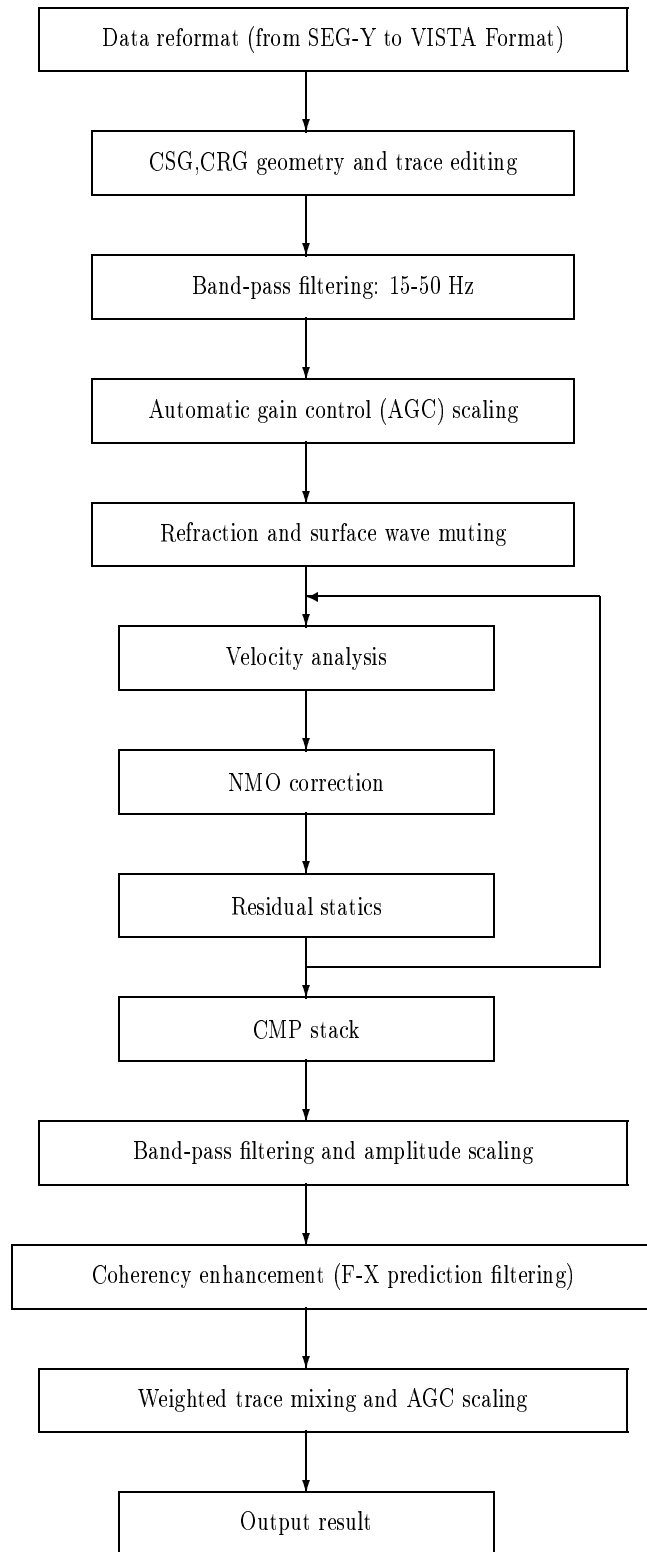 Data reformat (from SEG-Y to VISTA Format)
CSG,CRG geometry and trace editing
Band-pass filtering: 15-50 Hz
Automatic gain control (AGC) scaling
Refraction and surface wave muting
Velocity analysis
NMO correction
Residual statics
CMP stack
Band-pass filtering and amplitude scaling
Coherency enhancement (F-X prediction filtering)
Weighted trace mixing and AGC scaling
Output result